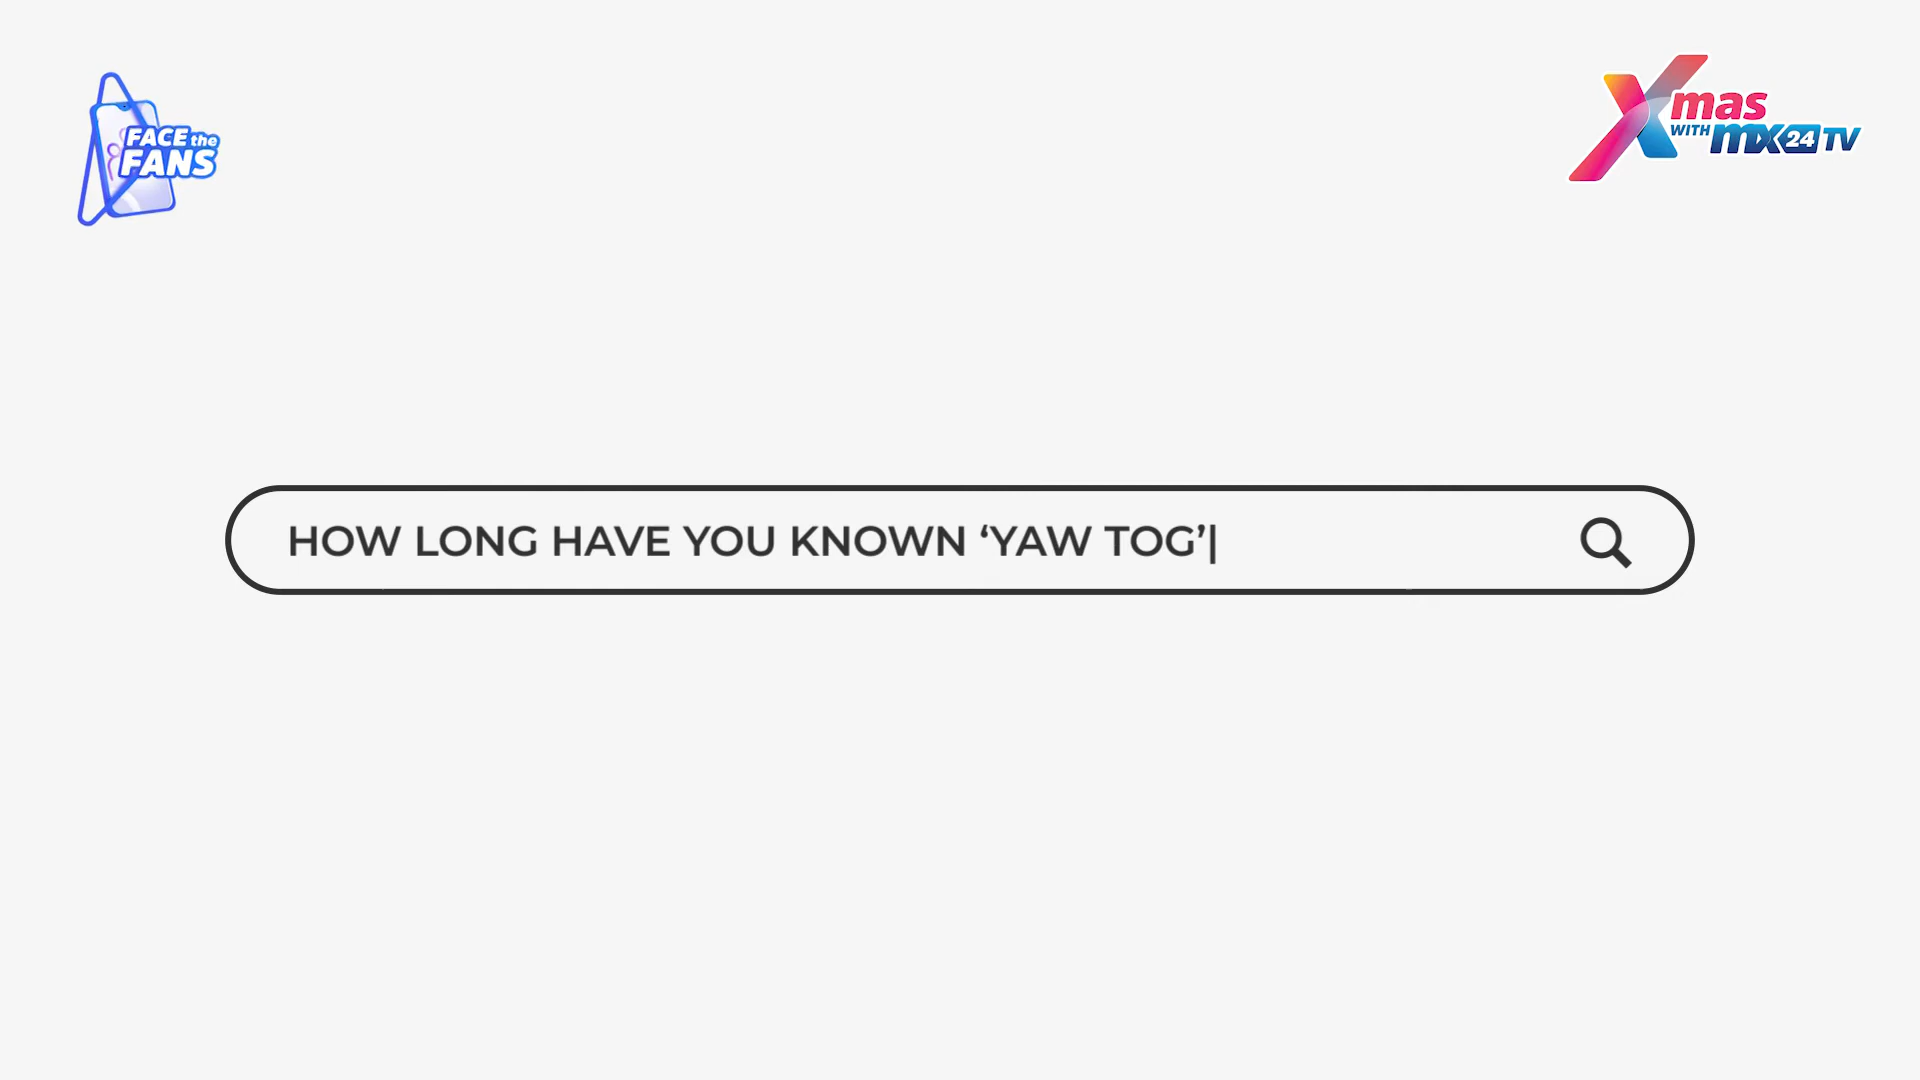 FACE the
FANS
Xmas
WITH mx24 TV
HOW LONG HAVE YOU KNOWN ‘YAW TOG’|